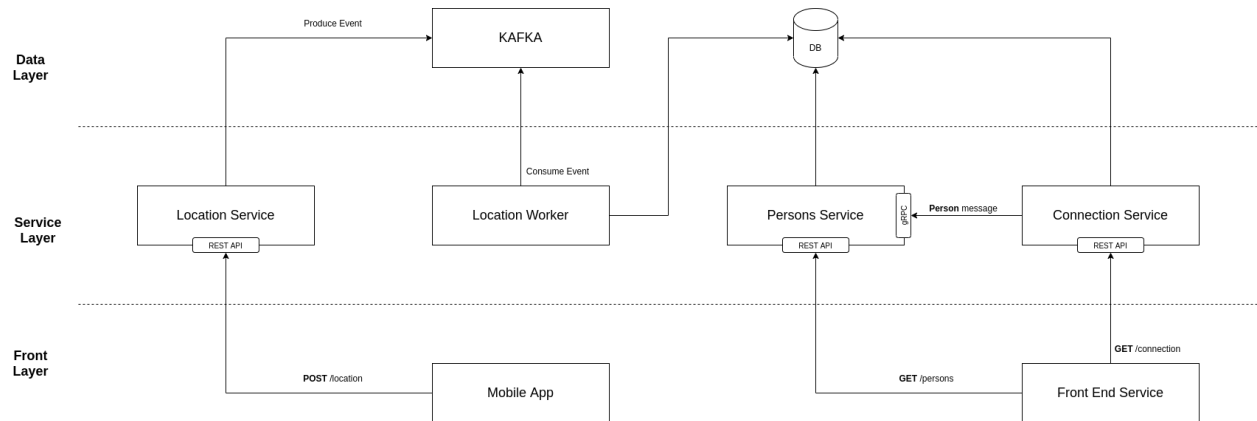 Produce Event
KAFKA
DB
Data
Layer
Consume Event
Service
Layer
Location Service
REST API
Location Worker
Persons Service
gRPC
REST API
Person message
Connection Service
REST API
Front
Layer
POST /location
Mobile App
GET /persons
GET /connection
Front End Service